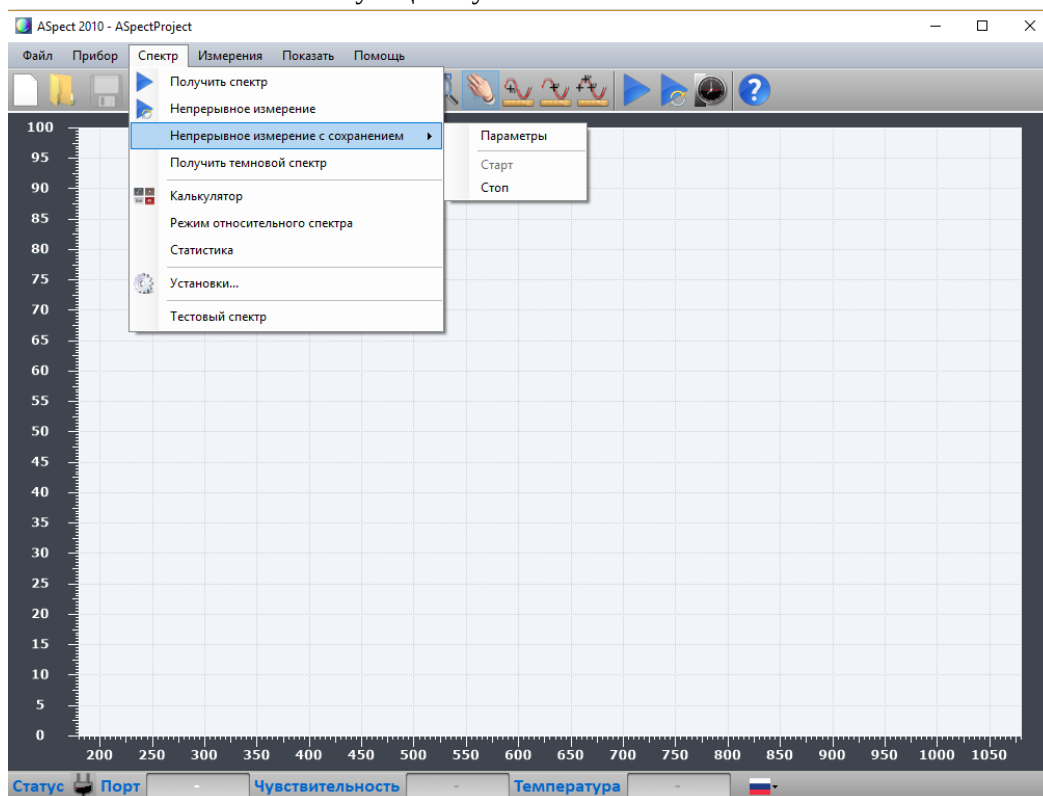 ASpect 2010 - ASpectProject
Файл Прибор Спектр Измерения Показать Помощь
Получить спектр
Непрерывное измерение
Непрерывное измерение с сохранением
Параметры
Получить темновой спектр
Старт
Стоп
Калькулятор
Режим относительного спектра
Статистика
Установки...
Тестовый спектр
100
95
90
85
80
75
70
65
60
55
50
45
40
35
30
25
20
15
10
5
0
200 250 300 350 400 450 500 550 600 650 700 750 800 850 900 950 1000 1050
Статус Порт - Чувствительность - Температура -